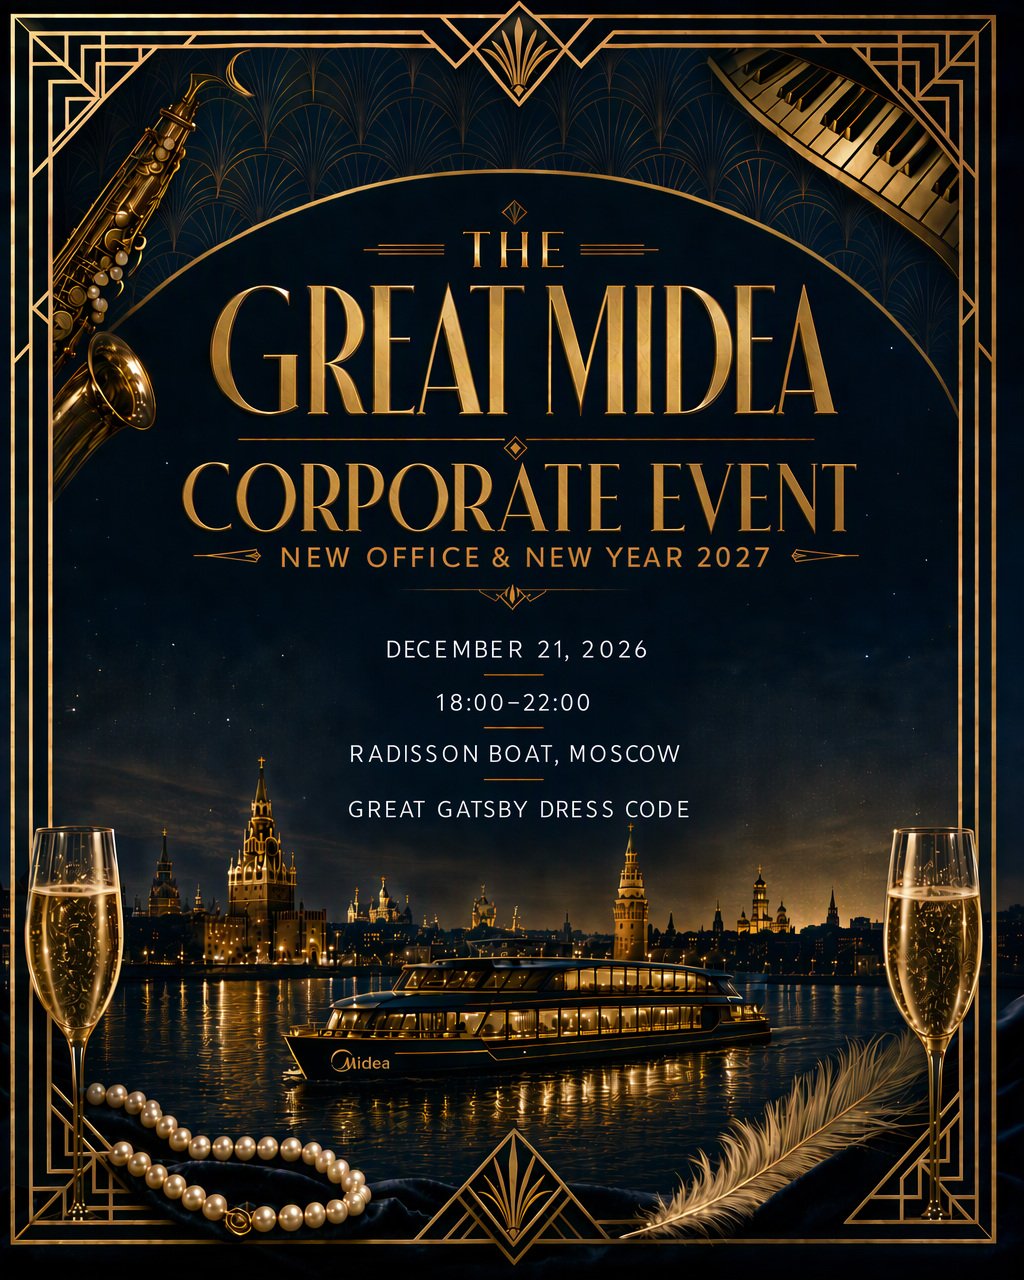 THE
GREAT MIDEA
CORPORATE EVENT
NEW OFFICE & NEW YEAR 2027
DECEMBER 21, 2026
18:00–22:00
RADISSON BOAT, MOSCOW
GREAT GATSBY DRESS CODE
Midea